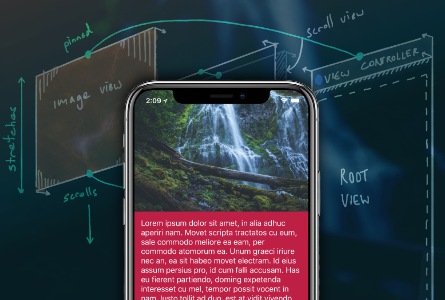 pinned
scroll view
image view
VIEW CONTROLLER
stretches
scrolls
ROOT
VIEW
2:09
Lorem ipsum dolor sit amet, in alia adhuc
aperiri nam. Movet scripta tractatos cu eum,
sale commodo meliore ea eam, per
commodo atomorum ea. Unum graeci iriure
nec an, ea sit habeo movet electram. Id eius
assum persius pro, id cum falli accusam. Has
eu fierent partiendo, doming expetenda
interesset cu mel, tempor possit vocent in
nam. Iusto tollit ad duo, est at vidit vivendo